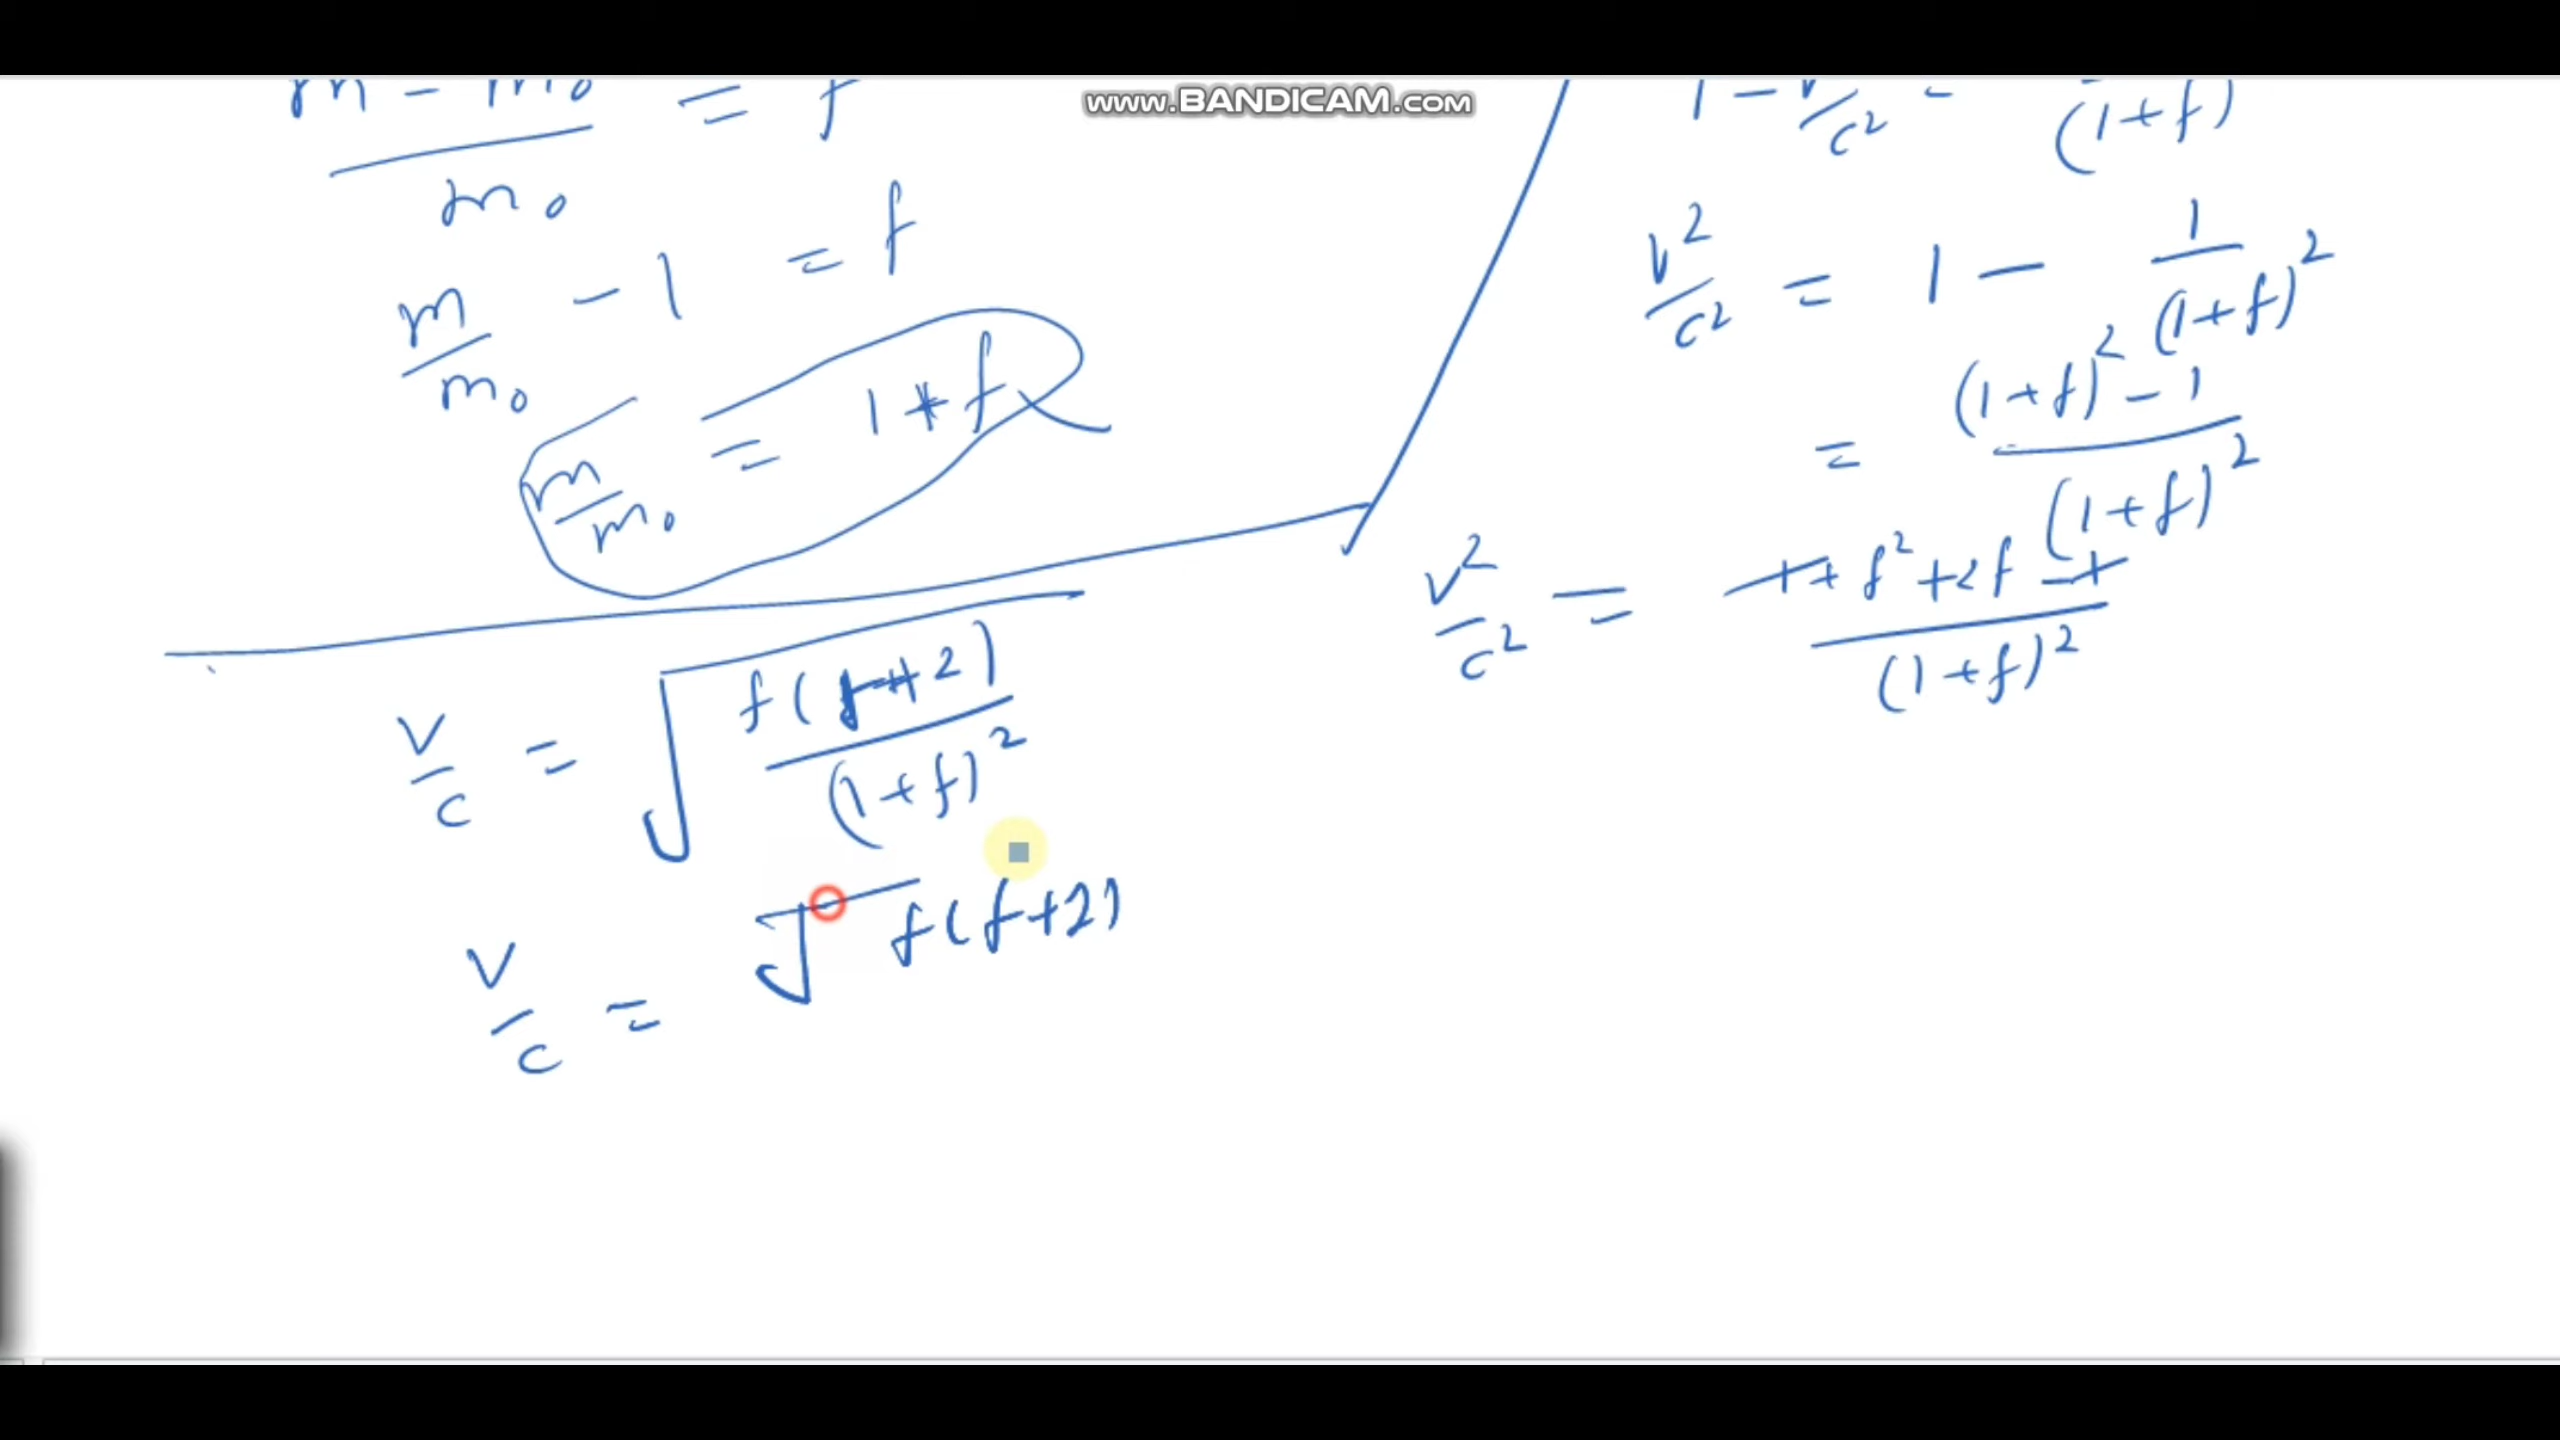 www.BANDICAM.com
m - m₀ / m₀ = f
m/m₀ - 1 = f
m/m₀ = 1 + f
v/c = √(f(f+2) / (1+f)²)
v/c = √f(f+2)
1 - v/c² = / (1+f)
v²/c² = 1 - 1/(1+f)²
= (1+f)² - 1 / (1+f)²
v²/c² = 1 + f² + 2f - 1 / (1+f)²